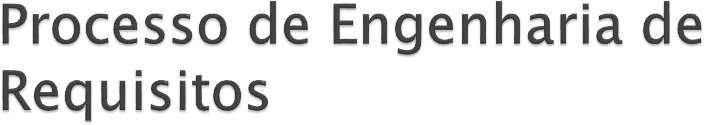 Processo de Engenharia de
Requisitos